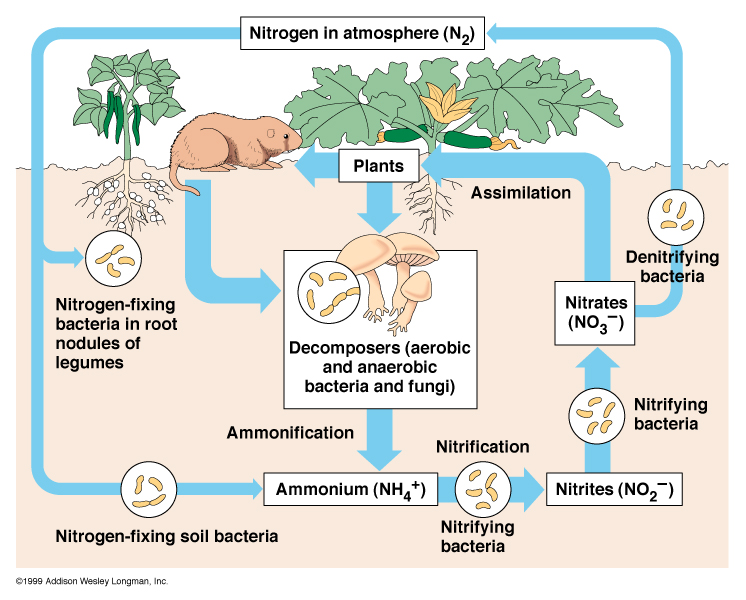 Nitrogen in atmosphere (N₂)
Plants
Assimilation
Denitrifying
bacteria
Nitrogen-fixing
bacteria in root
nodules of
legumes
Nitrates
(NO₃⁻)
Decomposers (aerobic
and anaerobic
bacteria and fungi)
Nitrifying
bacteria
Ammonification
Nitrification
Ammonium (NH₄⁺)
Nitrites (NO₂⁻)
Nitrogen-fixing soil bacteria
Nitrifying
bacteria
©1999 Addison Wesley Longman, Inc.